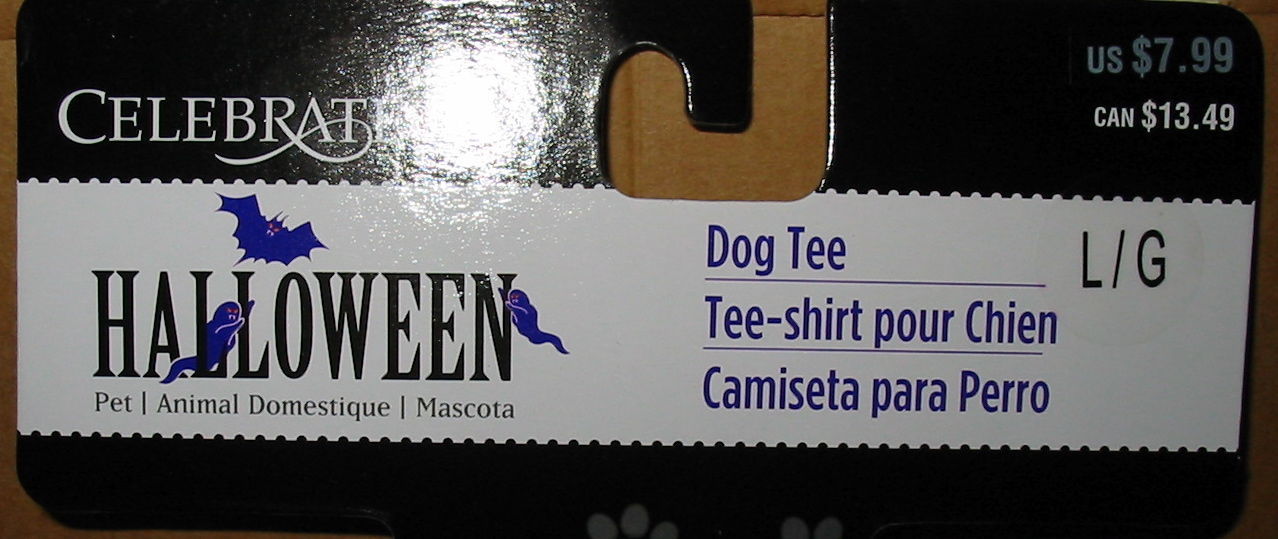 US $7.99
CAN $13.49
HALLOWEEN
Pet | Animal Domestique | Mascota
Dog Tee
Tee-shirt pour Chien
Camiseta para Perro
L/G